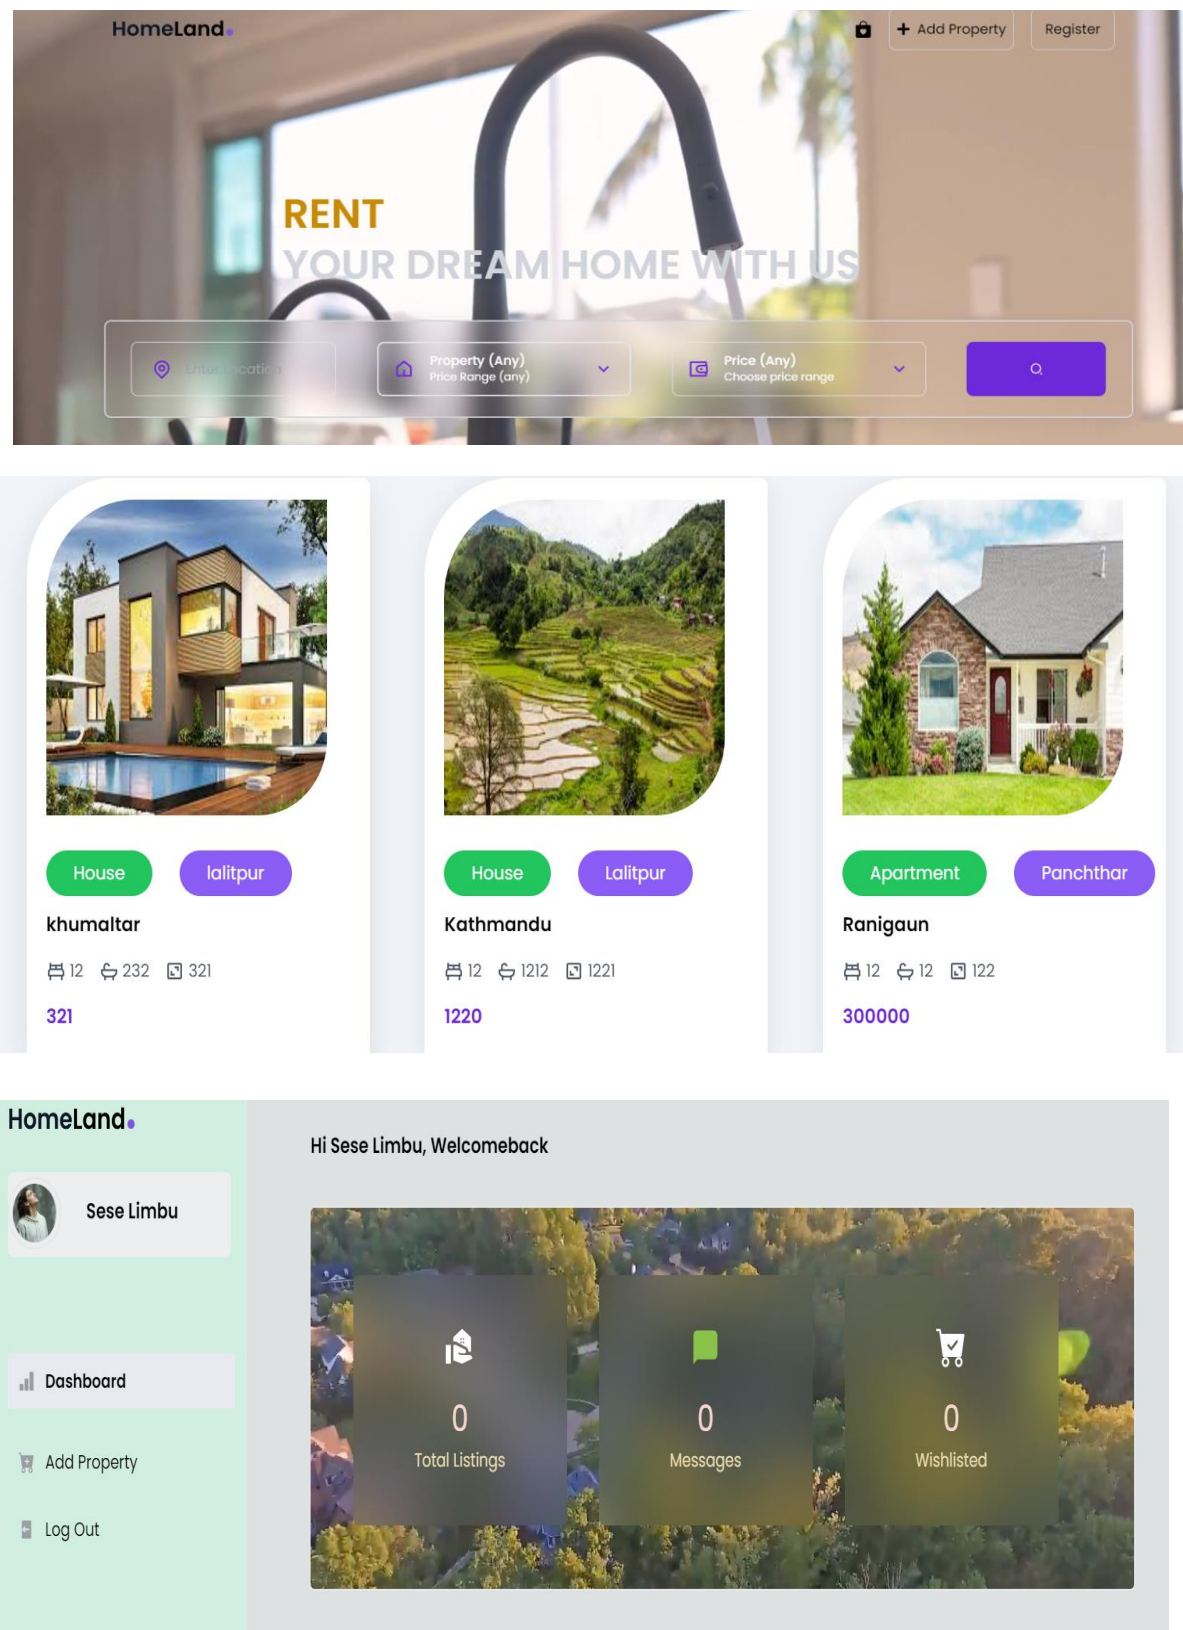 HomeLand.
Add Property
Register
RENT
YOUR DREAM HOME WITH US
Enter Location
Property (Any)
Price Range (any)
Price (Any)
Choose price range
House
lalitpur
khumaltar
12 232 321
321
House
Lalitpur
Kathmandu
12 1212 1221
1220
Apartment
Panchthar
Ranigaun
12 12 122
300000
HomeLand.
Sese Limbu
Dashboard
Add Property
Log Out
Hi Sese Limbu, Welcomeback
0
Total Listings
0
Messages
0
Wishlisted